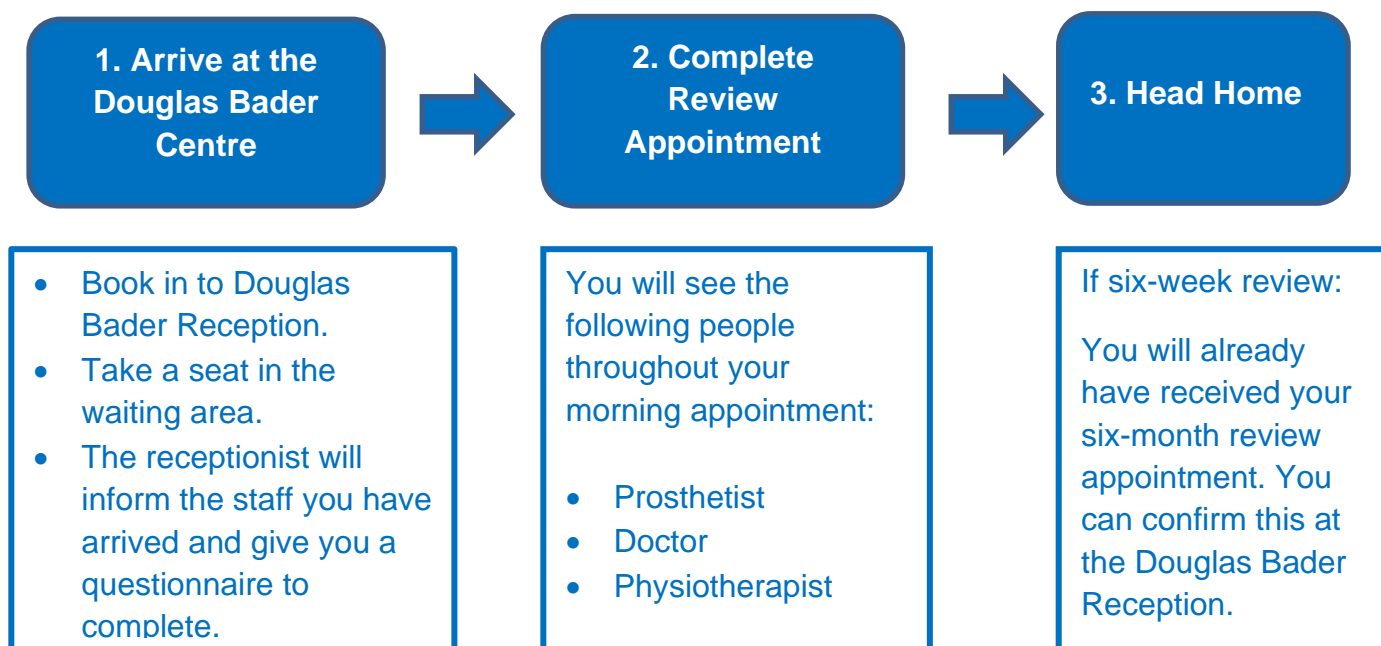 1. Arrive at the
Douglas Bader
Centre
2. Complete
Review
Appointment
3. Head Home
• Book in to Douglas
Bader Reception.
• Take a seat in the
waiting area.
• The receptionist will
inform the staff you have
arrived and give you a
questionnaire to
complete.
You will see the
following people
throughout your
morning appointment:
• Prosthetist
• Doctor
• Physiotherapist
If six-week review:
You will already
have received your
six-month review
appointment. You
can confirm this at
the Douglas Bader
Reception.